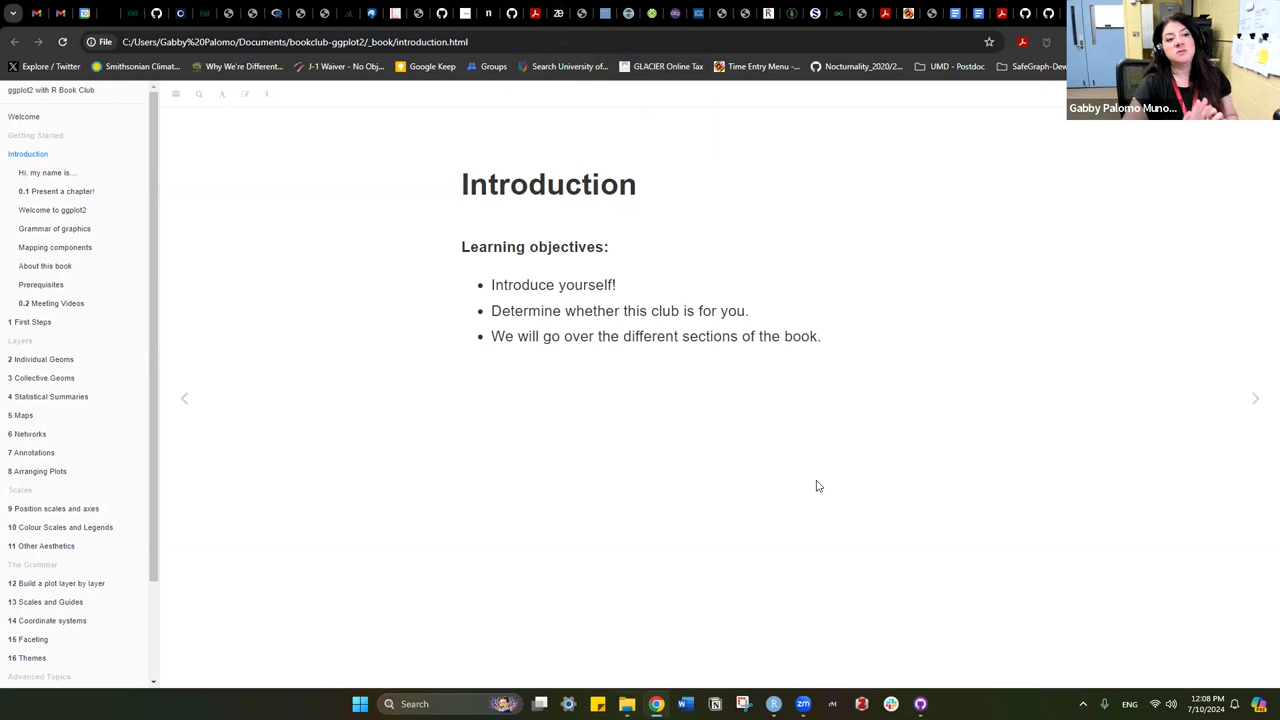 File
C:/Users/Gabby%20Palomo/Documents/bookclub-ggplot2/_book/introduction.html
Explore / Twitter
Smithsonian Climat...
Why We're Different...
J-1 Waiver - No Obj...
Google Keep
Programming
Search University of...
GLACIER Online Tax
Time Entry Menu -...
Nocturnality_2020/2...
UMD - Postdoc
SafeGraph-Dewe
Gabby Palomo Muno...
ggplot2 with R Book Club
Welcome
Getting Started
Introduction
Hi, my name is...
0.1 Present a chapter!
Welcome to ggplot2
Grammar of graphics
Mapping components
About this book
Prerequisites
0.2 Meeting Videos
1 First Steps
Layers
2 Individual Geoms
3 Collective Geoms
4 Statistical Summaries
5 Maps
6 Networks
7 Annotations
8 Arranging Plots
Scales
9 Position scales and axes
10 Colour Scales and Legends
11 Other Aesthetics
The Grammar
12 Build a plot layer by layer
13 Scales and Guides
14 Coordinate systems
15 Faceting
16 Themes
Advanced Topics
Introduction
Learning objectives:
• Introduce yourself!
• Determine whether this club is for you.
• We will go over the different sections of the book.
Search
ENG
12:08 PM
7/10/2024